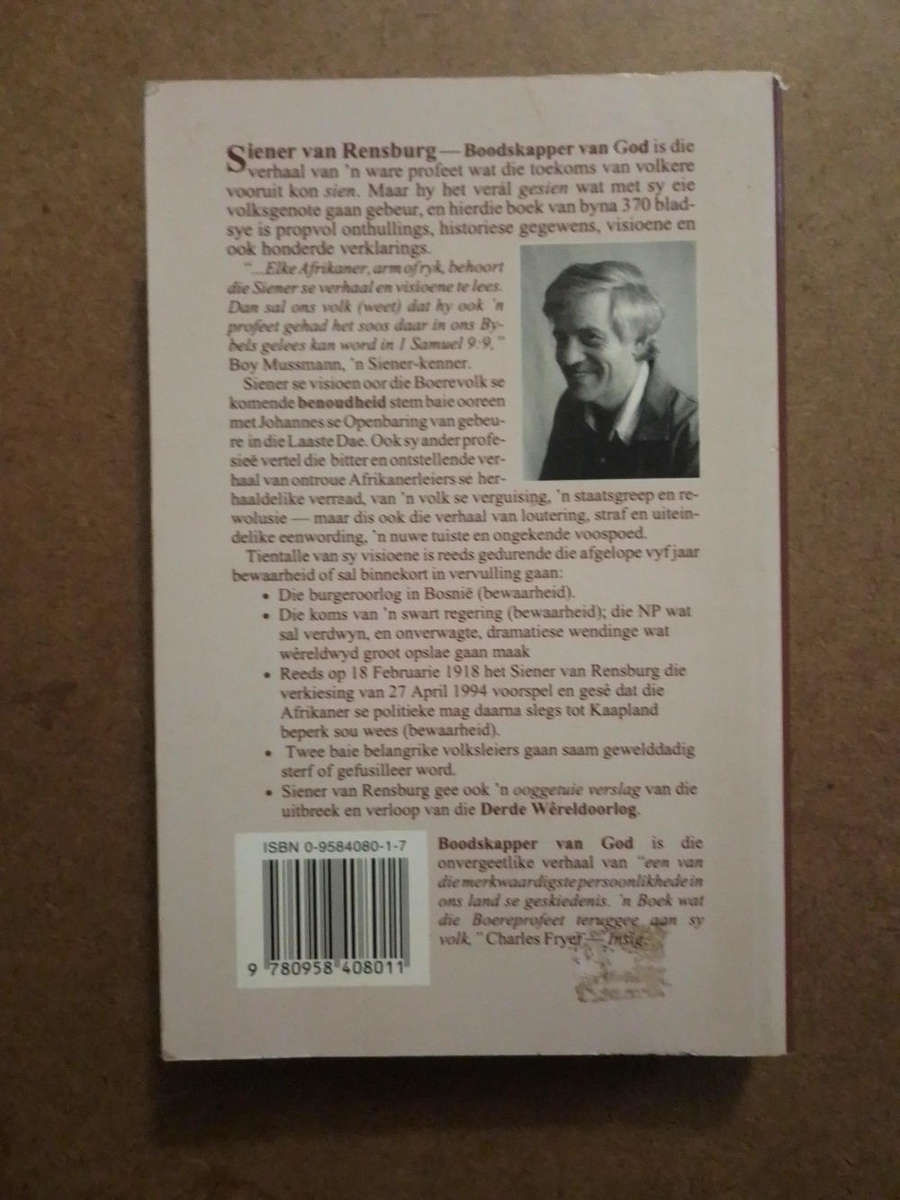 Siener van Rensburg — Boodskapper van God is die
verhaal van 'n ware profeet wat die toekoms van volkere
vooruit kon sien. Maar hy het verál gesien wat met sy eie
volksgenote gaan gebeur, en hierdie boek van byna 370 blad-
sye is propvol onthullings, historiese gegewens, visioene en
ook honderde verklarings.
"...Elke Afrikaner, arm of ryk, behoort
die Siener se verhaal en visioene te lees.
Dan sal ons volk (weet) dat hy ook 'n
profeet gehad het soos daar in ons By-
bels gelees kan word in I Samuel 9:9,"
Boy Mussmann, 'n Siener-kenner.
Siener se visioen oor die Boerevolk se
komende benoudheid stem baie ooreen
met Johannes se Openbaring van gebeu-
re in die Laaste Dae. Ook sy ander profe-
sieë vertel die bitter en ontstellende ver-
haal van ontroue Afrikanerleiers se her-
haaldelike verraad, van 'n volk se verguising, 'n staatsgreep en re-
wolusie — maar dis ook die verhaal van loutering, straf en uitein-
delike eenwording, 'n nuwe tuiste en ongekende voospoed.
Tientalle van sy visioene is reeds gedurende die afgelope vyf jaar
bewaarheid of sal binnekort in vervulling gaan:
• Die burgeroorlog in Bosnië (bewaarheid).
• Die koms van 'n swart regering (bewaarheid); die NP wat
sal verdwyn, en onverwagte, dramatiese wendinge wat
wêreldwyd groot opslae gaan maak
• Reeds op 18 Februarie 1918 het Siener van Rensburg die
verkiesing van 27 April 1994 voorspel en gesê dat die
Afrikaner se politieke mag daarna slegs tot Kaapland
beperk sou wees (bewaarheid).
• Twee baie belangrike volksleiers gaan saam gewelddadig
sterf of gefusilleer word.
• Siener van Rensburg gee ook 'n ooggetuie verslag van die
uitbreek en verloop van die Derde Wêreldoorlog.
ISBN 0-9584080-1-7
9 780958 408011
Boodskapper van God is die
onvergeetlike verhaal van "een van
die merkwaardigste persoonlikhede in
ons land se geskiedenis. 'n Boek wat
die Boereprofeet teruggee aan sy
volk," Charles Fryer — Insig.